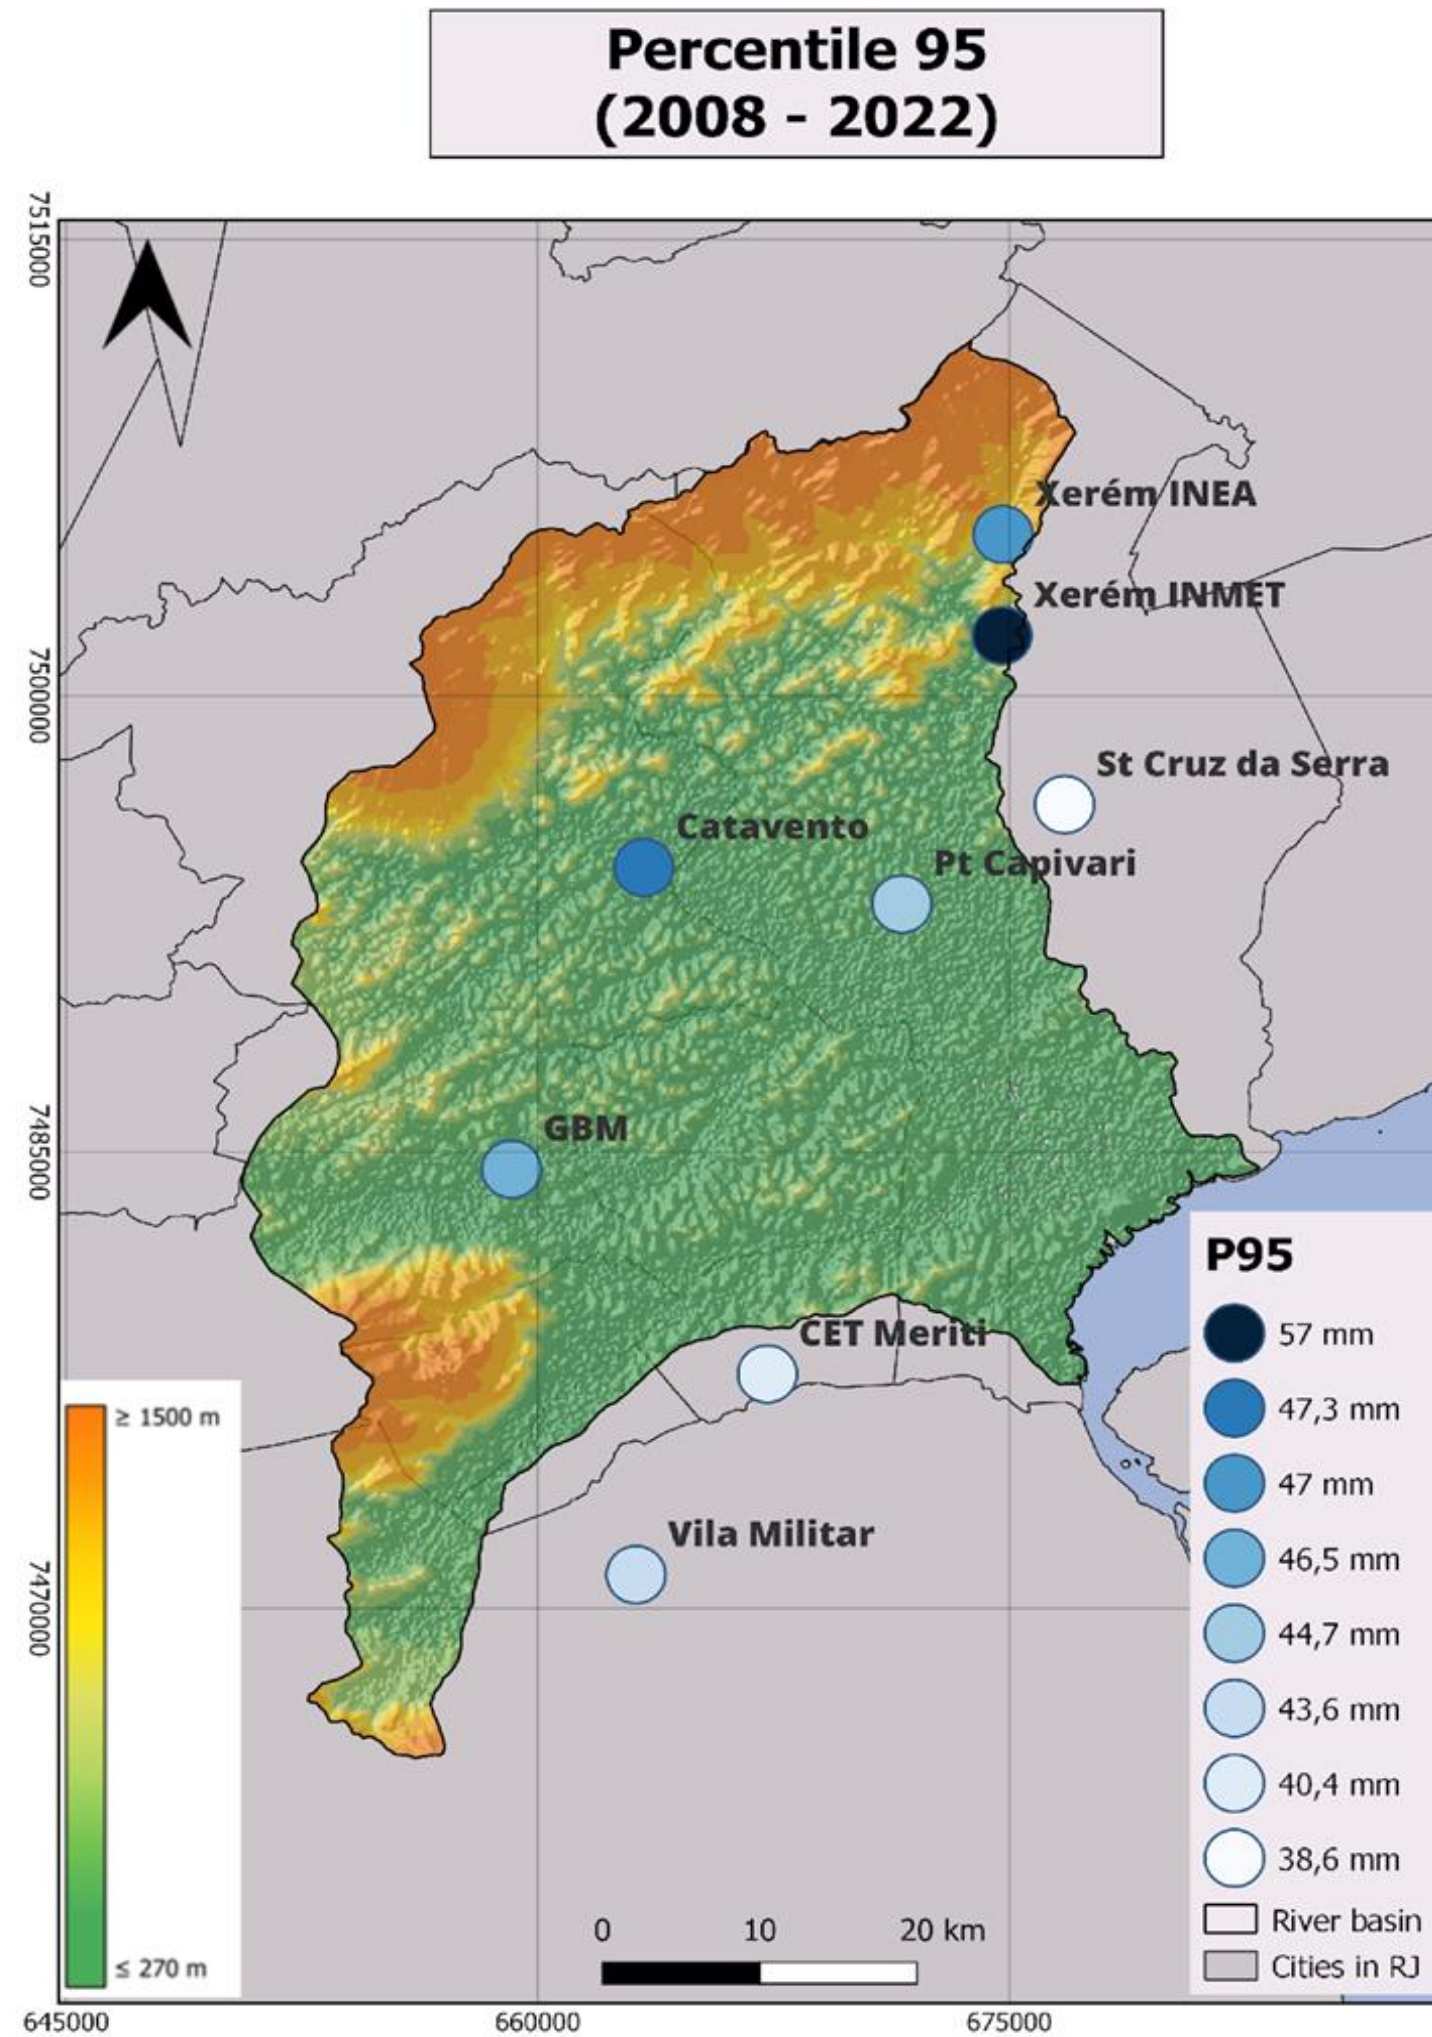 Percentile 95
(2008 - 2022)
7515000
7500000
7485000
7470000
Xerém INEA
Xerém INMET
St Cruz da Serra
Catavento
Pt Capivari
GBM
CET Meriti
Vila Militar
P95
57 mm
47,3 mm
47 mm
46,5 mm
44,7 mm
43,6 mm
40,4 mm
38,6 mm
River basin
Cities in RJ
≥ 1500 m
≤ 270 m
0 10 20 km
645000 660000 675000